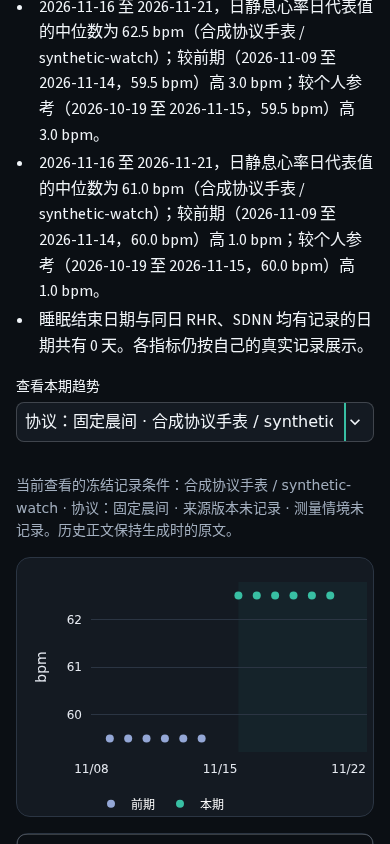 2026-11-16 至 2026-11-21，日静息心率日代表值
的中位数为 62.5 bpm（合成协议手表 /
synthetic-watch）；较前期（2026-11-09 至
2026-11-14，59.5 bpm）高 3.0 bpm；较个人参
考（2026-10-19 至 2026-11-15，59.5 bpm）高
3.0 bpm。
2026-11-16 至 2026-11-21，日静息心率日代表值
的中位数为 61.0 bpm（合成协议手表 /
synthetic-watch）；较前期（2026-11-09 至
2026-11-14，60.0 bpm）高 1.0 bpm；较个人参
考（2026-10-19 至 2026-11-15，60.0 bpm）高
1.0 bpm。
睡眠结束日期与同日 RHR、SDNN 均有记录的日
期共有 0 天。各指标仍按自己的真实记录展示。
查看本期趋势
协议：固定晨间 · 合成协议手表 / synthetic
当前查看的冻结记录条件：合成协议手表 / synthetic-
watch · 协议：固定晨间 · 来源版本未记录 · 测量情境未
记录。历史正文保持生成时的原文。
62
61
60
bpm
11/08 11/15 11/22
前期 本期